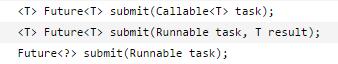 <T> Future<T> submit(Callable<T> task);
<T> Future<T> submit(Runnable task, T result);
Future<?> submit(Runnable task);